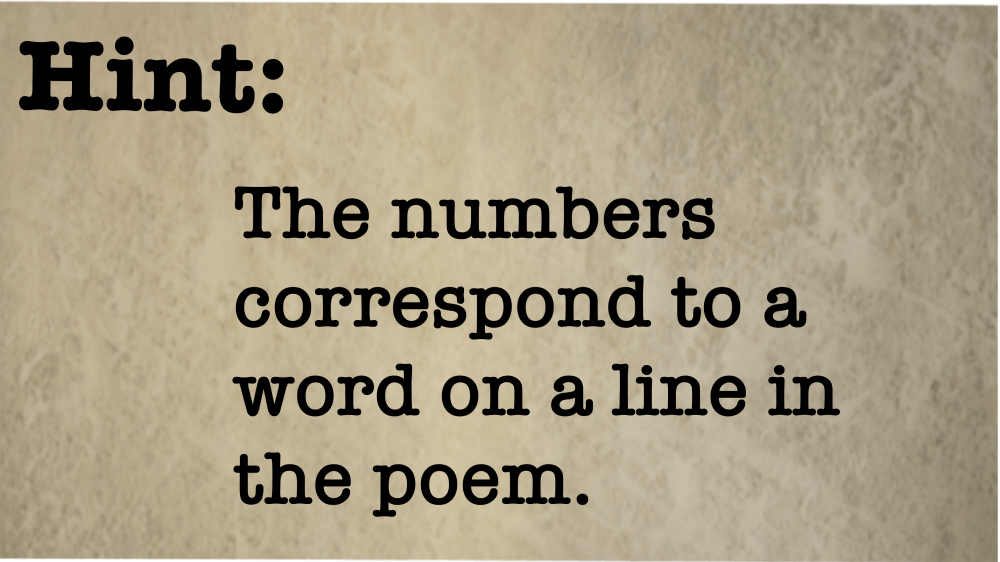 Hint:
The numbers
correspond to a
word on a line in
the poem.